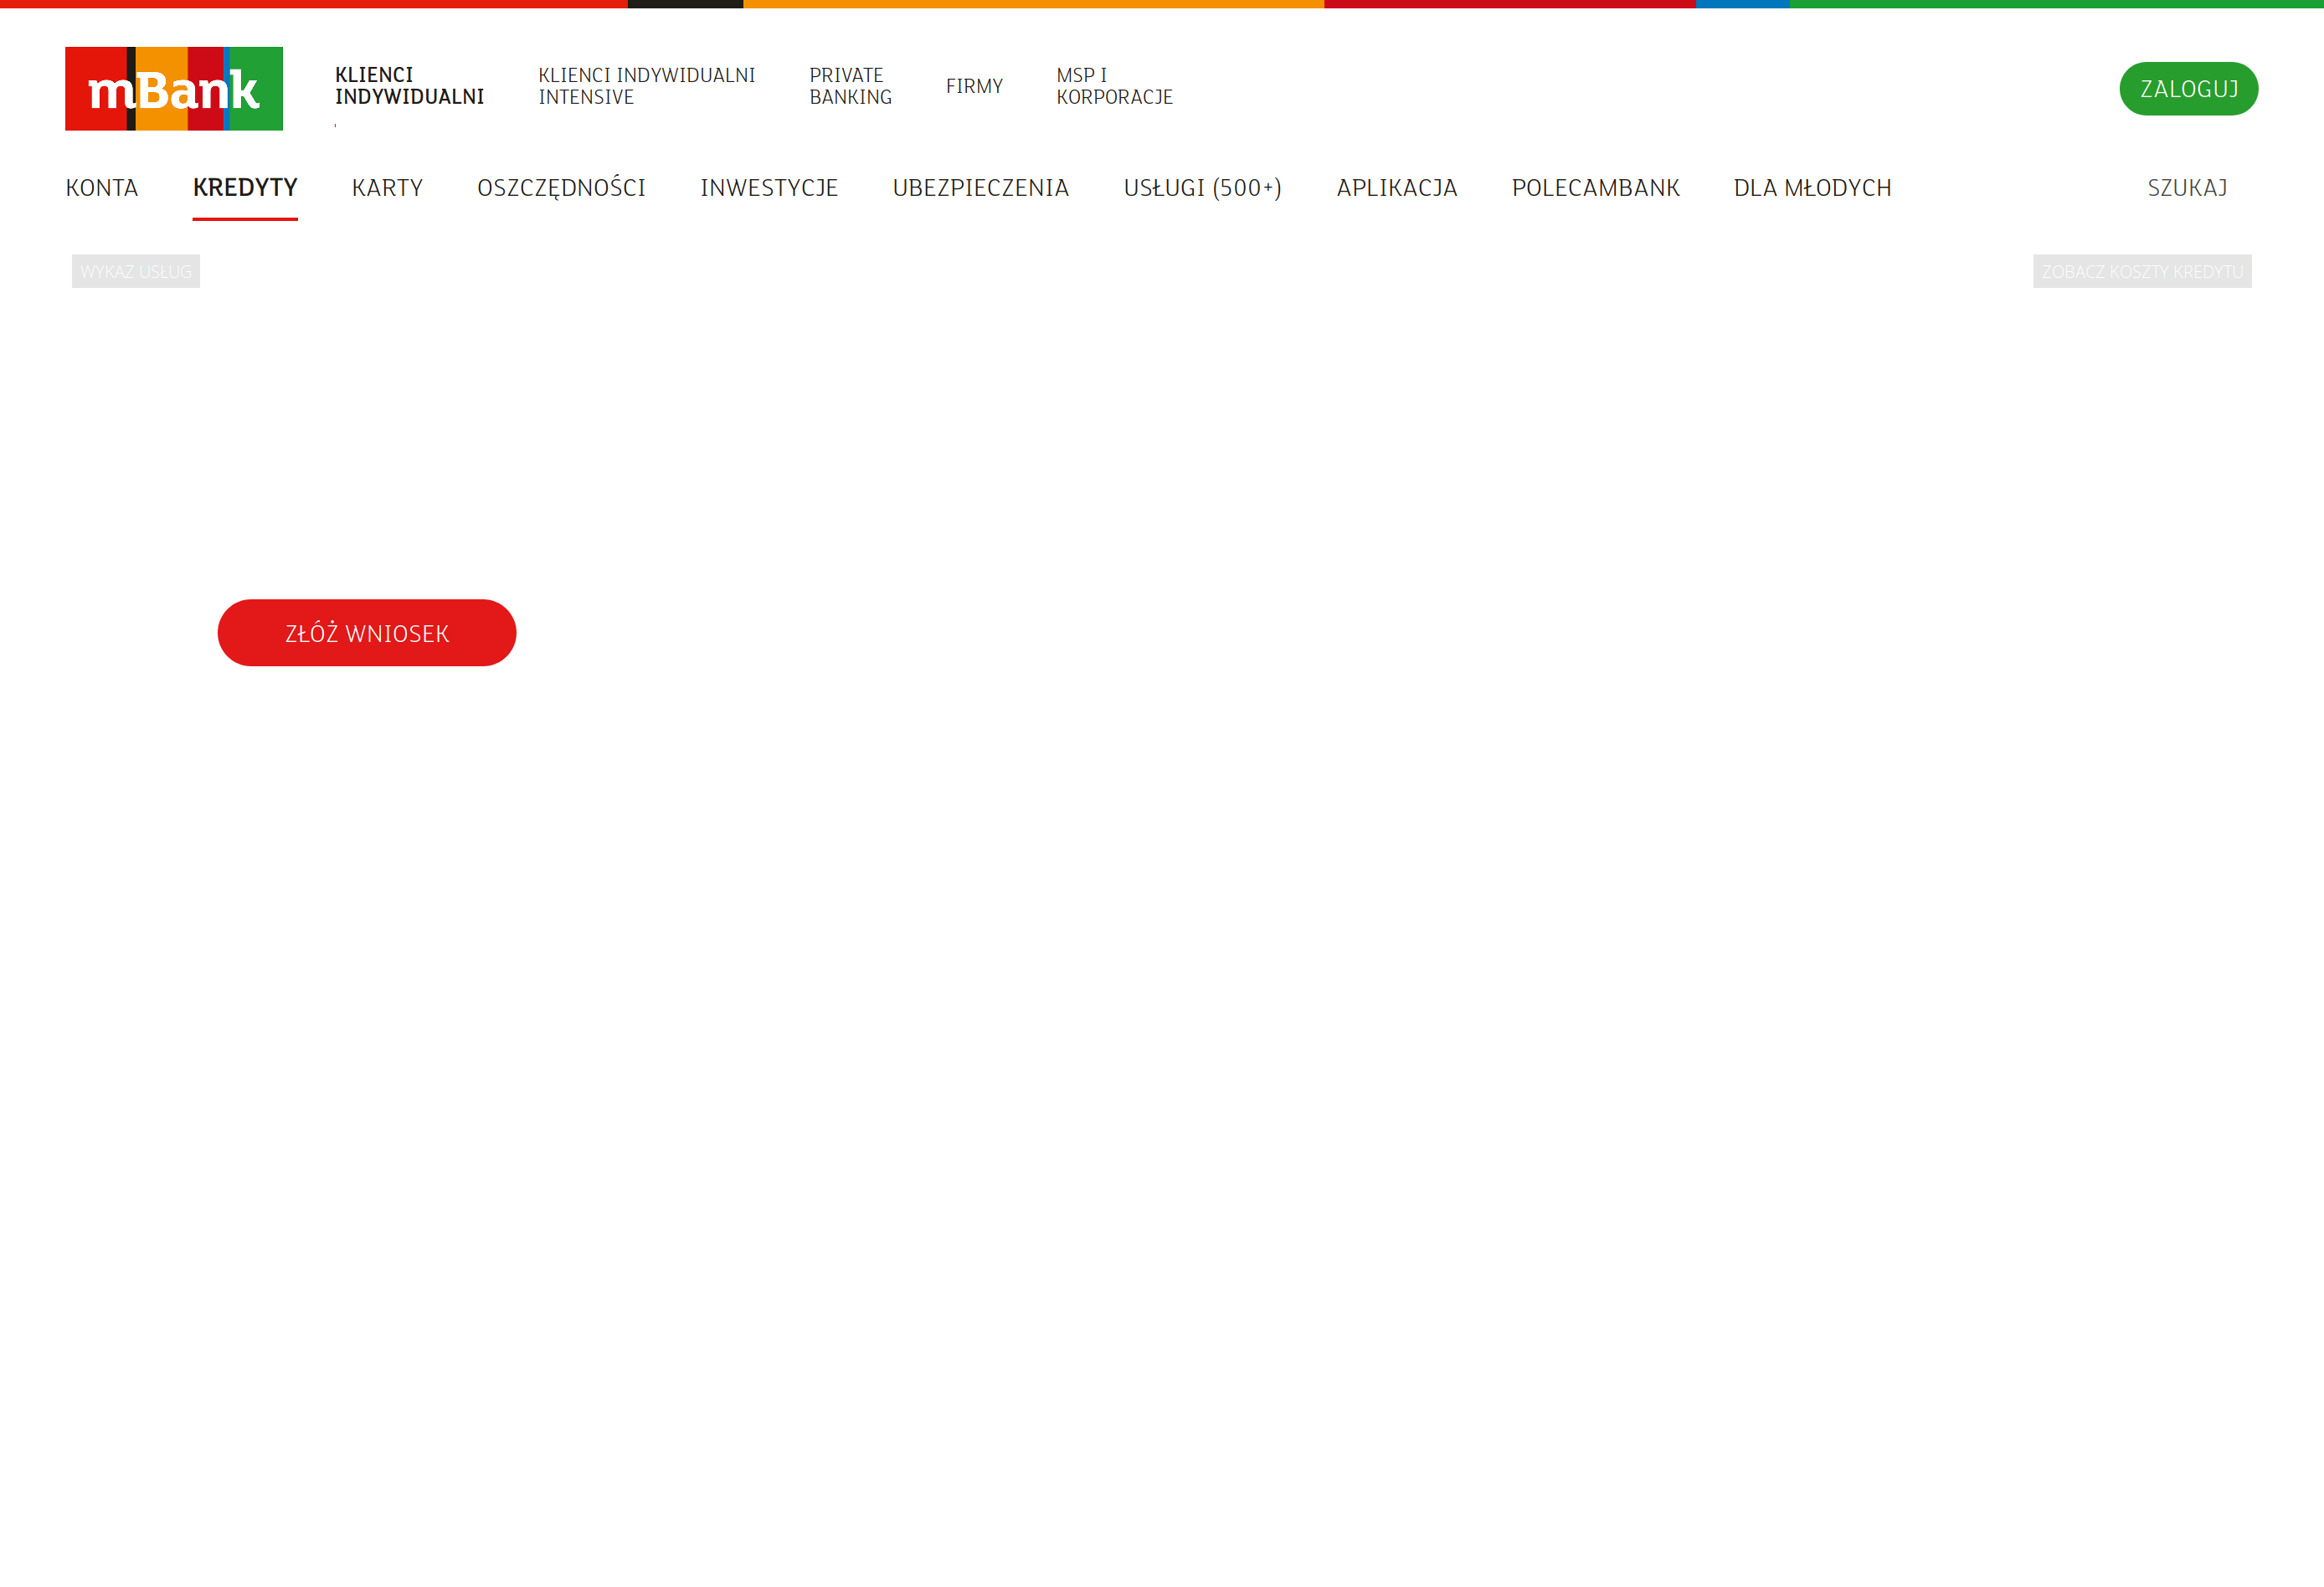 mBank
KLIENCI
INDYWIDUALNI
KLIENCI INDYWIDUALNI
INTENSIVE
PRIVATE
BANKING
FIRMY
MSP I
KORPORACJE
ZALOGUJ
KONTA
KREDYTY
KARTY
OSZCZĘDNOŚCI
INWESTYCJE
UBEZPIECZENIA
USŁUGI (500+)
APLIKACJA
POLECAMBANK
DLA MŁODYCH
SZUKAJ
WYKAZ USŁUG
ZOBACZ KOSZTY KREDYTU
ZŁÓŻ WNIOSEK